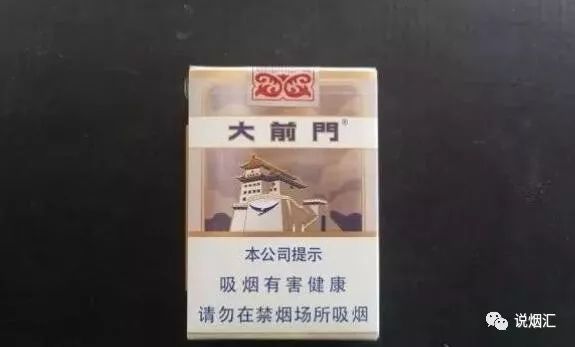 大前門®
本公司提示
吸烟有害健康
请勿在禁烟场所吸烟
说烟汇